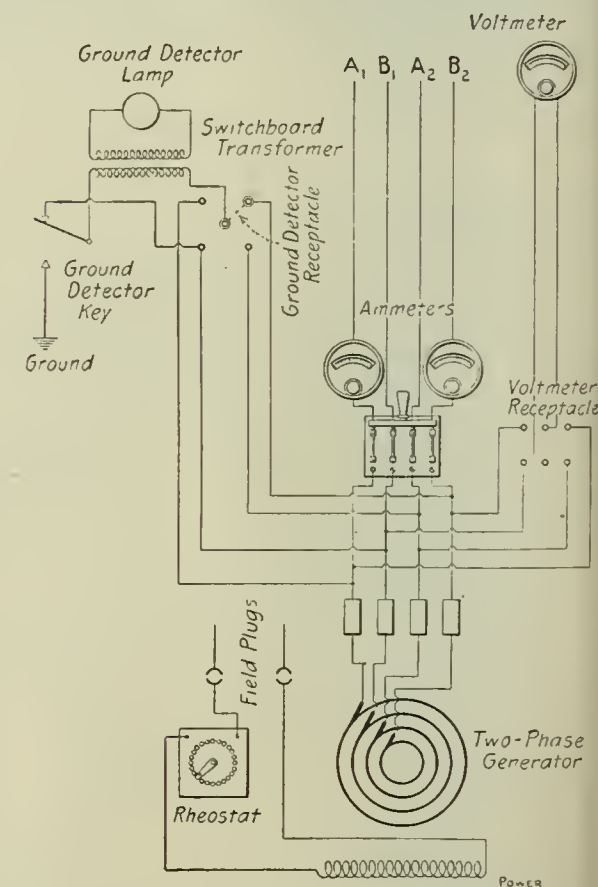 Voltmeter
Ground Detector
Lamp
A₁ B₁ A₂ B₂
Switchboard
Transformer
Ground Detector
Receptacle
Ground
Detector
Key
Ground
Ammeters
Voltmeter
Receptacle
Field Plugs
Two-Phase
Generator
Rheostat
POWER